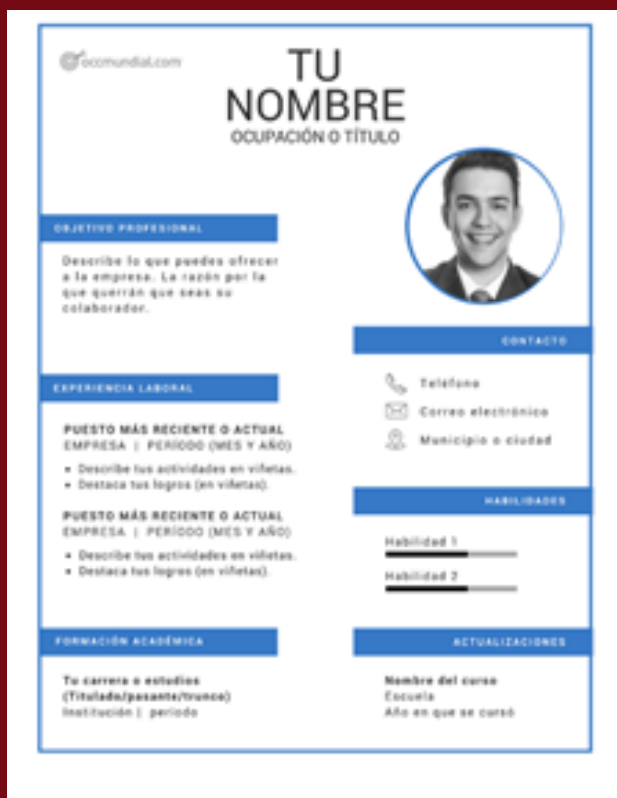 occmundial.com
TU
NOMBRE
OCUPACIÓN O TÍTULO
OBJETIVO PROFESIONAL
Describe lo que puedes ofrecer
a la empresa. La razón por la
que querrán que seas su
colaborador.
EXPERIENCIA LABORAL
PUESTO MÁS RECIENTE O ACTUAL
EMPRESA | PERÍODO (MES Y AÑO)
• Describe tus actividades en viñetas.
• Destaca tus logros (en viñetas).
PUESTO MÁS RECIENTE O ACTUAL
EMPRESA | PERÍODO (MES Y AÑO)
• Describe tus actividades en viñetas.
• Destaca tus logros (en viñetas).
FORMACIÓN ACADÉMICA
Tu carrera o estudios
(Titulado/pasante/trunco)
Institución | periodo
CONTACTO
Teléfono
Correo electrónico
Municipio o ciudad
HABILIDADES
Habilidad 1
Habilidad 2
ACTUALIZACIONES
Nombre del curso
Escuela
Año en que se cursó